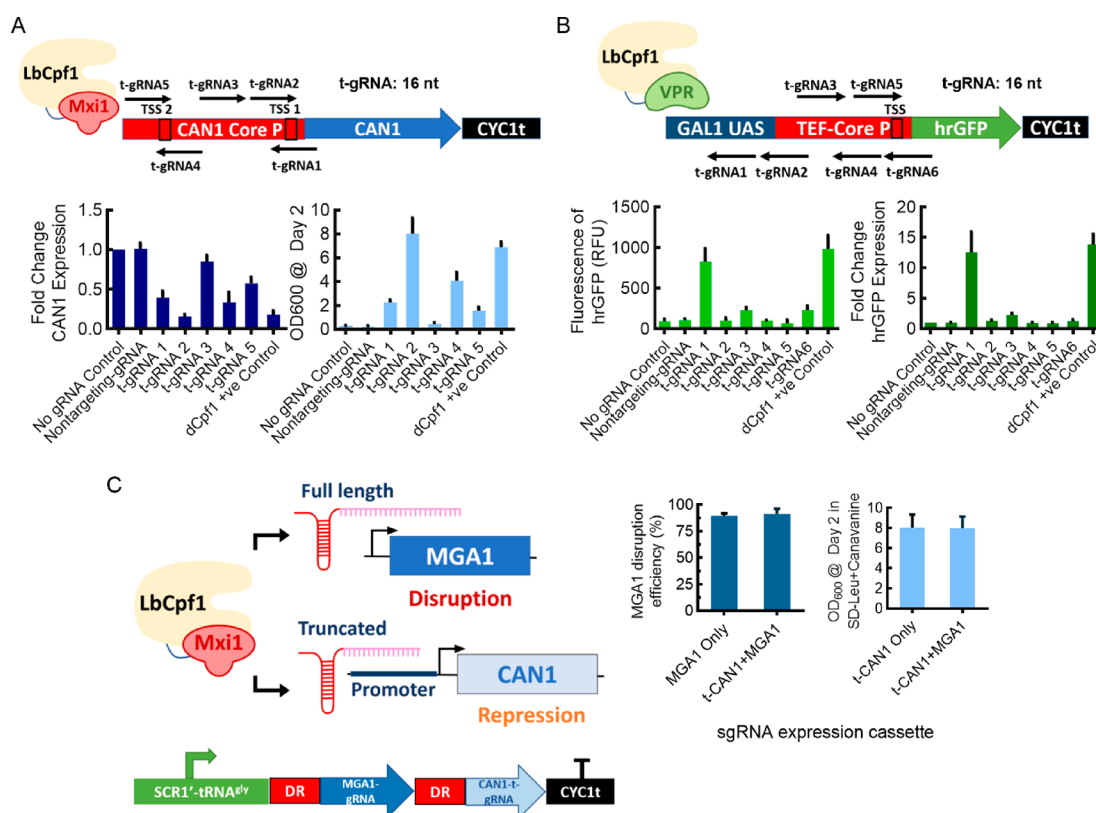 A
LbCpf1
Mxi1
t-gRNA5
t-gRNA3
t-gRNA2
t-gRNA: 16 nt
TSS 2
TSS 1
CAN1 Core P
CAN1
CYC1t
t-gRNA4
t-gRNA1
Fold Change
CAN1 Expression
1.5
1.0
0.5
0.0
No gRNA Control
Nontargeting-gRNA
t-gRNA 1
t-gRNA 2
t-gRNA 3
t-gRNA 4
t-gRNA 5
dCpf1 +ve Control
OD600 @ Day 2
10
8
6
4
2
0
No gRNA Control
Nontargeting-gRNA
t-gRNA 1
t-gRNA 2
t-gRNA 3
t-gRNA 4
t-gRNA 5
dCpf1 +ve Control
B
LbCpf1
VPR
t-gRNA3
t-gRNA5
t-gRNA: 16 nt
TSS
GAL1 UAS
TEF-Core P
hrGFP
CYC1t
t-gRNA1
t-gRNA2
t-gRNA4
t-gRNA6
Fluorescence of
hrGFP (RFU)
1500
1000
500
0
No gRNA Control
Nontargeting-gRNA
t-gRNA 1
t-gRNA 2
t-gRNA 3
t-gRNA 4
t-gRNA 5
t-gRNA6
dCpf1 +ve Control
Fold Change
hrGFP Expression
20
15
10
5
0
No gRNA Control
Nontargeting-gRNA
t-gRNA 1
t-gRNA 2
t-gRNA 3
t-gRNA 4
t-gRNA 5
t-gRNA6
dCpf1 +ve Control
C
LbCpf1
Mxi1
Full length
MGA1
Disruption
Truncated
Promoter
CAN1
Repression
SCR1'-tRNAgly
DR
MGA1-
gRNA
DR
CAN1-t-
gRNA
CYC1t
MGA1 disruption
efficiency (%)
100
75
50
25
0
MGA1 Only
t-CAN1+MGA1
OD600 @ Day 2 in
SD-Leu+Canavanine
10
8
6
4
2
0
t-CAN1 Only
t-CAN1+MGA1
sgRNA expression cassette